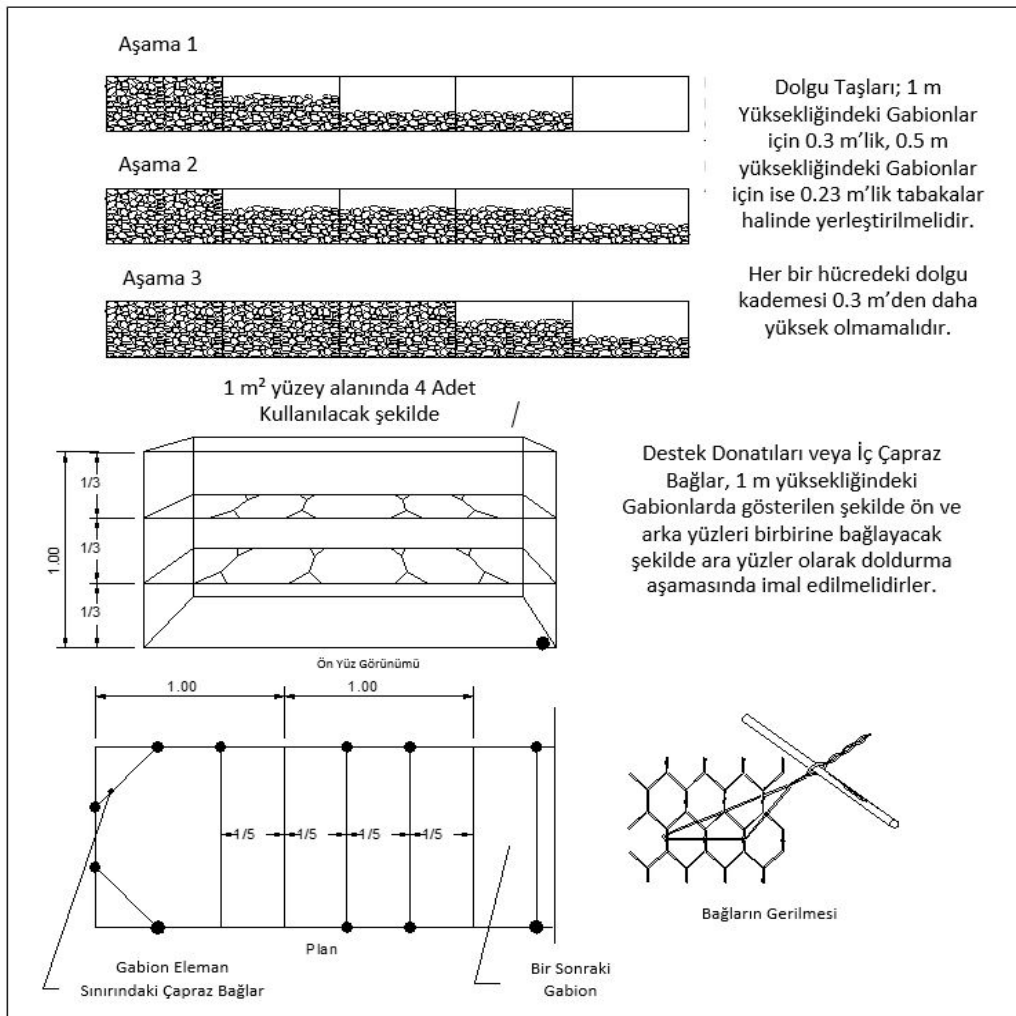 Aşama 1
Dolgu Taşları; 1 m
Yüksekliğindeki Gabionlar
için 0.3 m'lik, 0.5 m
yüksekliğindeki Gabionlar
için ise 0.23 m'lik tabakalar
halinde yerleştirilmelidir.
Aşama 2
Her bir hücredeki dolgu
kademesi 0.3 m'den daha
yüksek olmamalıdır.
Aşama 3
1 m² yüzey alanında 4 Adet
Kullanılacak şekilde
1.00
1/3
1/3
1/3
Ön Yüz Görünümü
Destek Donatıları veya İç Çapraz
Bağlar, 1 m yüksekliğindeki
Gabionlarda gösterilen şekilde ön ve
arka yüzleri birbirine bağlayacak
şekilde ara yüzler olarak doldurma
aşamasında imal edilmelidirler.
1.00
1.00
1/5
1/5
1/5
1/5
Plan
Gabion Eleman
Sınırındaki Çapraz Bağlar
Bir Sonraki
Gabion
Bağların Gerilmesi